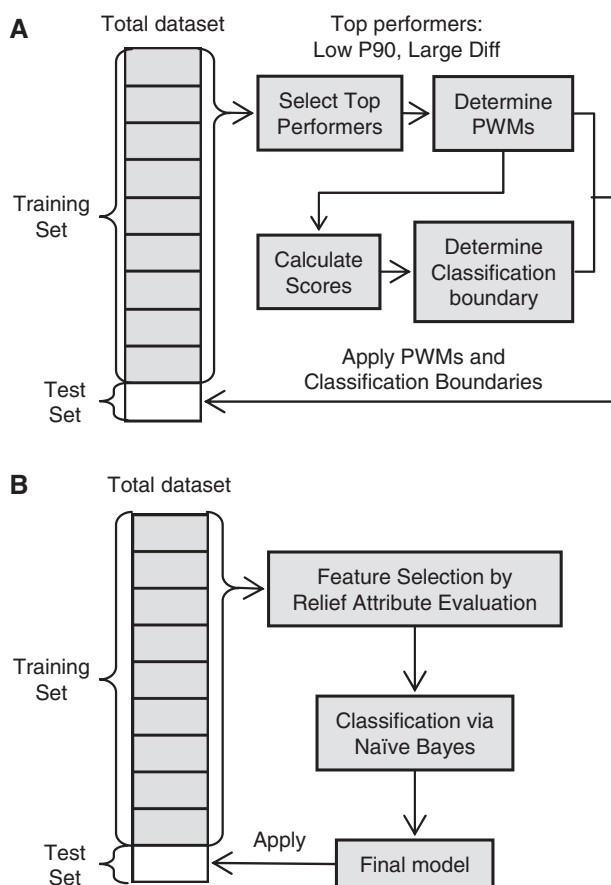 A
Total dataset
Top performers:
Low P90, Large Diff
Select Top
Performers
Determine
PWMs
Training
Set
Calculate
Scores
Determine
Classification
boundary
Apply PWMs and
Classification Boundaries
Test
Set
B
Total dataset
Feature Selection by
Relief Attribute Evaluation
Training
Set
Classification via
Naïve Bayes
Apply
Final model
Test
Set